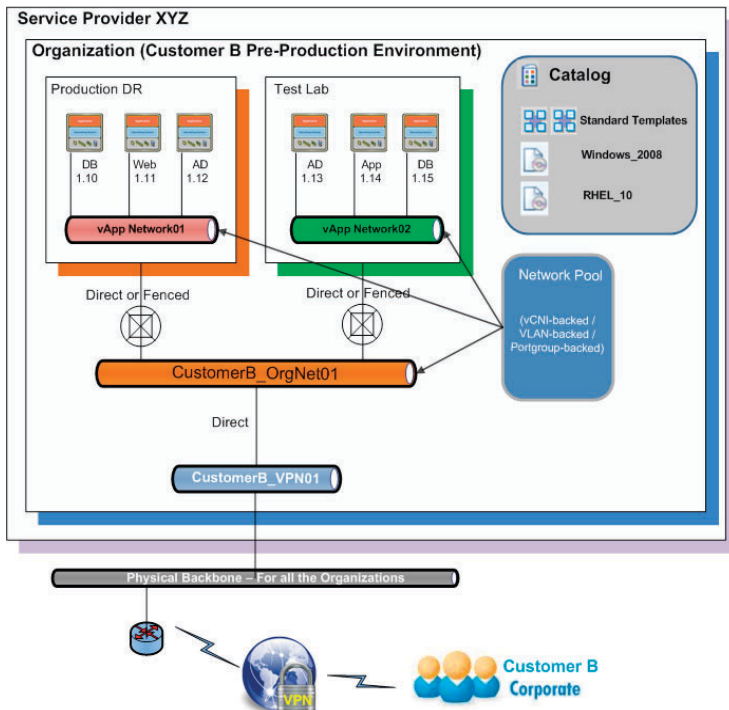 Service Provider XYZ
Organization (Customer B Pre-Production Environment)
Production DR
DB
1.10
Web
1.11
AD
1.12
vApp Network01
Test Lab
AD
1.13
App
1.14
DB
1.15
vApp Network02
Catalog
Standard Templates
Windows_2008
RHEL_10
Network Pool
(vCNI-backed /
VLAN-backed /
Portgroup-backed)
Direct or Fenced
Direct or Fenced
CustomerB_OrgNet01
Direct
CustomerB_VPN01
Physical Backbone – For all the Organizations
VPN
Customer B
Corporate